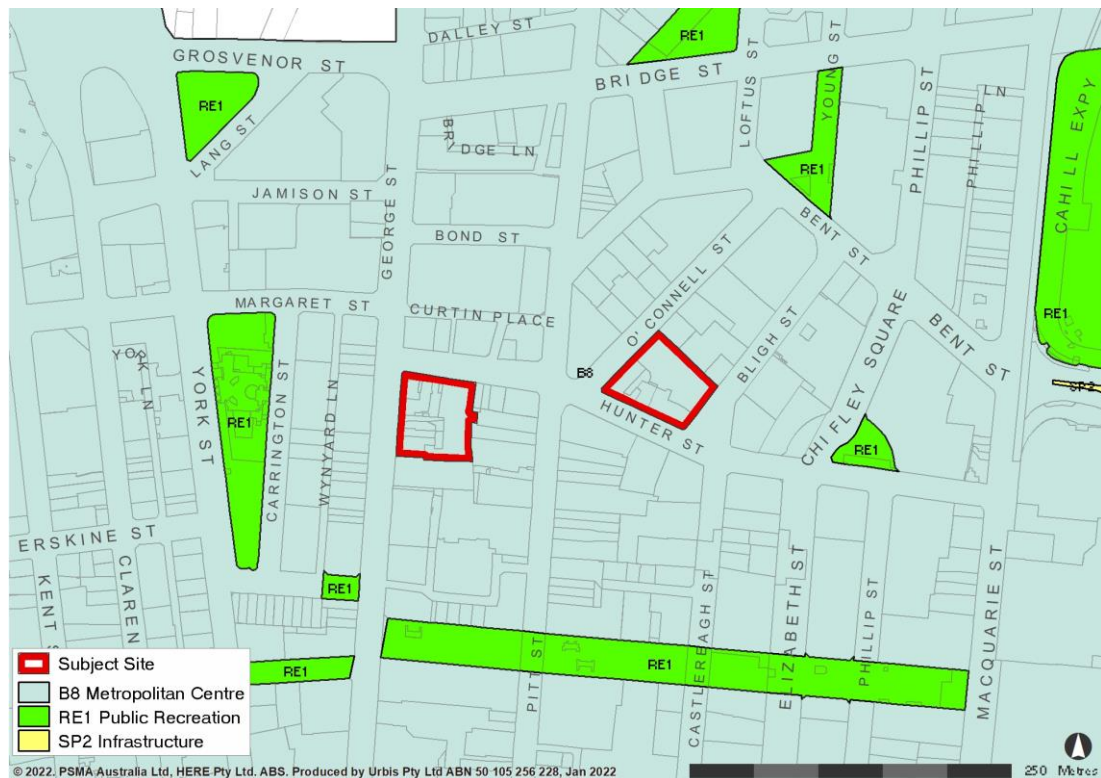 DALLEY ST
RE1
GROSVENOR ST
BRIDGE ST
LOFTUS ST
YOUNG ST
PHILLIP ST
PHILLIP LN
CAHILL EXPY
RE1
LANG ST
BRIDGE LN
RE1
JAMISON ST
GEORGE ST
BOND ST
BENT ST
MARGARET ST
CURTIN PLACE
O' CONNELL ST
BLIGH ST
CHIFLEY SQUARE
BENT ST
RE1
YORK LN
YORK ST
RE1
CARRINGTON ST
WYNYARD LN
B8
HUNTER ST
SP2
RE1
ERSKINE ST
KENT S
CLAREN
RE1
RE1
PITT ST
RE1
CASTLEREAGH ST
ELIZABETH ST
PHILLIP ST
MACQUARIE ST
Subject Site
B8 Metropolitan Centre
RE1 Public Recreation
SP2 Infrastructure
© 2022. PSMA Australia Ltd, HERE Pty Ltd. ABS. Produced by Urbis Pty Ltd ABN 50 105 256 228, Jan 2022
250 Metres